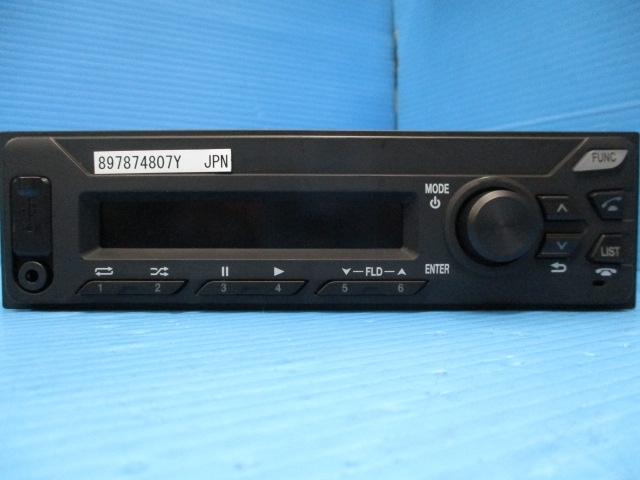 897874807Y JPN
FUNC
MODE
LIST
ENTER
FLD
1 2 3 4 5 6